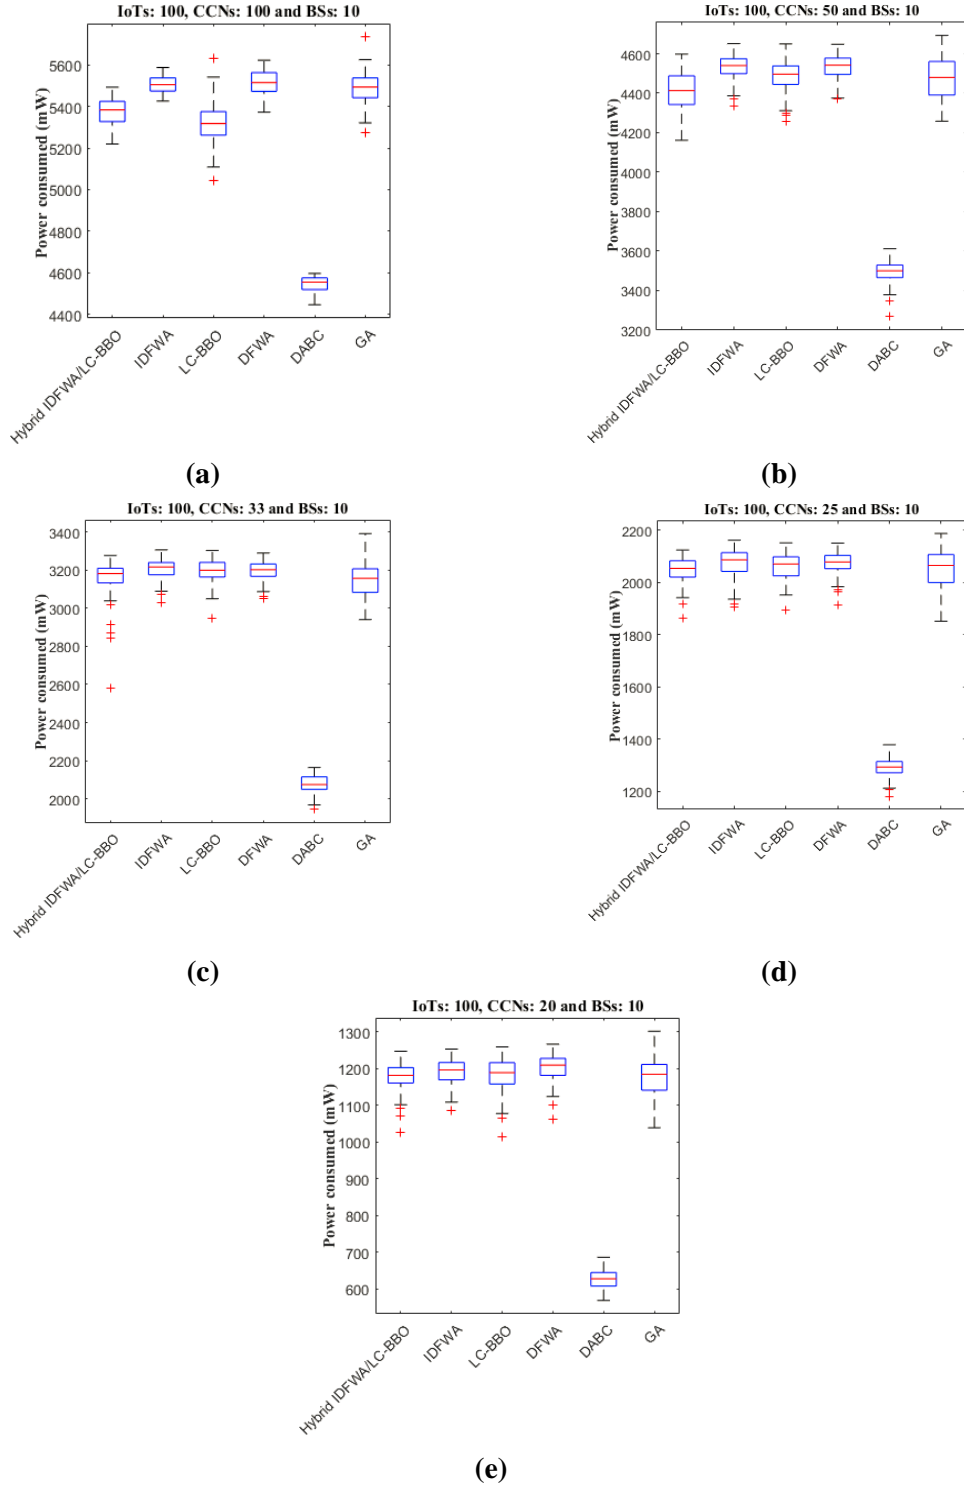 IoTs: 100, CCNs: 100 and BSs: 10
Power consumed (mW)
5600
5400
5200
5000
4800
4600
4400
Hybrid IDFWA/LC-BBO
IDFWA
LC-BBO
DFWA
DABC
GA
(a)
IoTs: 100, CCNs: 50 and BSs: 10
Power consumed (mW)
4600
4400
4200
4000
3800
3600
3400
3200
Hybrid IDFWA/LC-BBO
IDFWA
LC-BBO
DFWA
DABC
GA
(b)
IoTs: 100, CCNs: 33 and BSs: 10
Power consumed (mW)
3400
3200
3000
2800
2600
2400
2200
2000
Hybrid IDFWA/LC-BBO
IDFWA
LC-BBO
DFWA
DABC
GA
(c)
IoTs: 100, CCNs: 25 and BSs: 10
Power consumed (mW)
2200
2000
1800
1600
1400
1200
Hybrid IDFWA/LC-BBO
IDFWA
LC-BBO
DFWA
DABC
GA
(d)
IoTs: 100, CCNs: 20 and BSs: 10
Power consumed (mW)
1300
1200
1100
1000
900
800
700
600
Hybrid IDFWA/LC-BBO
IDFWA
LC-BBO
DFWA
DABC
GA
(e)